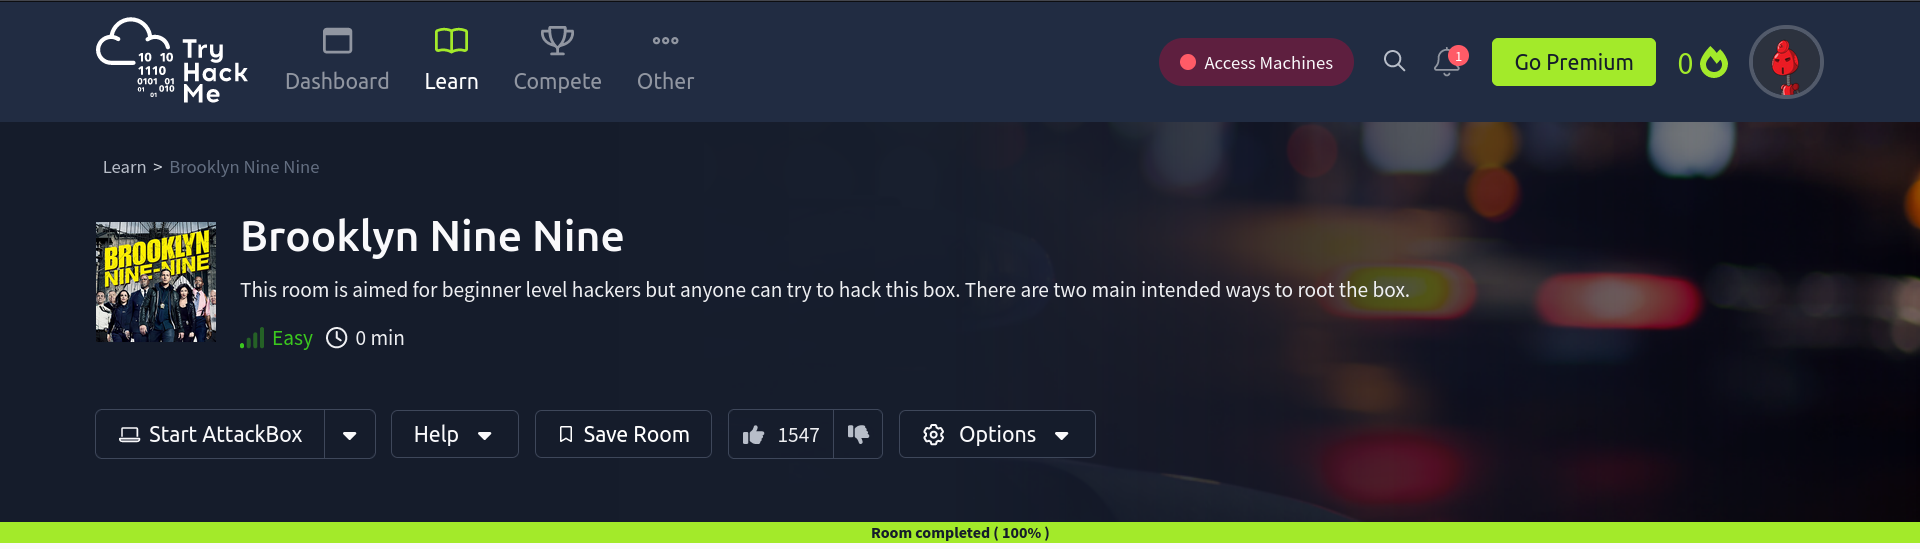 Try
Hack
Me
10 10
1110
0101 01
01 010
01
Dashboard
Learn
Compete
Other
Access Machines
1
Go Premium
0
Learn > Brooklyn Nine Nine
BROOKLYN
NINE-NINE
Brooklyn Nine Nine
This room is aimed for beginner level hackers but anyone can try to hack this box. There are two main intended ways to root the box.
Easy 0 min
Start AttackBox
Help
Save Room
1547
Options
Room completed ( 100% )